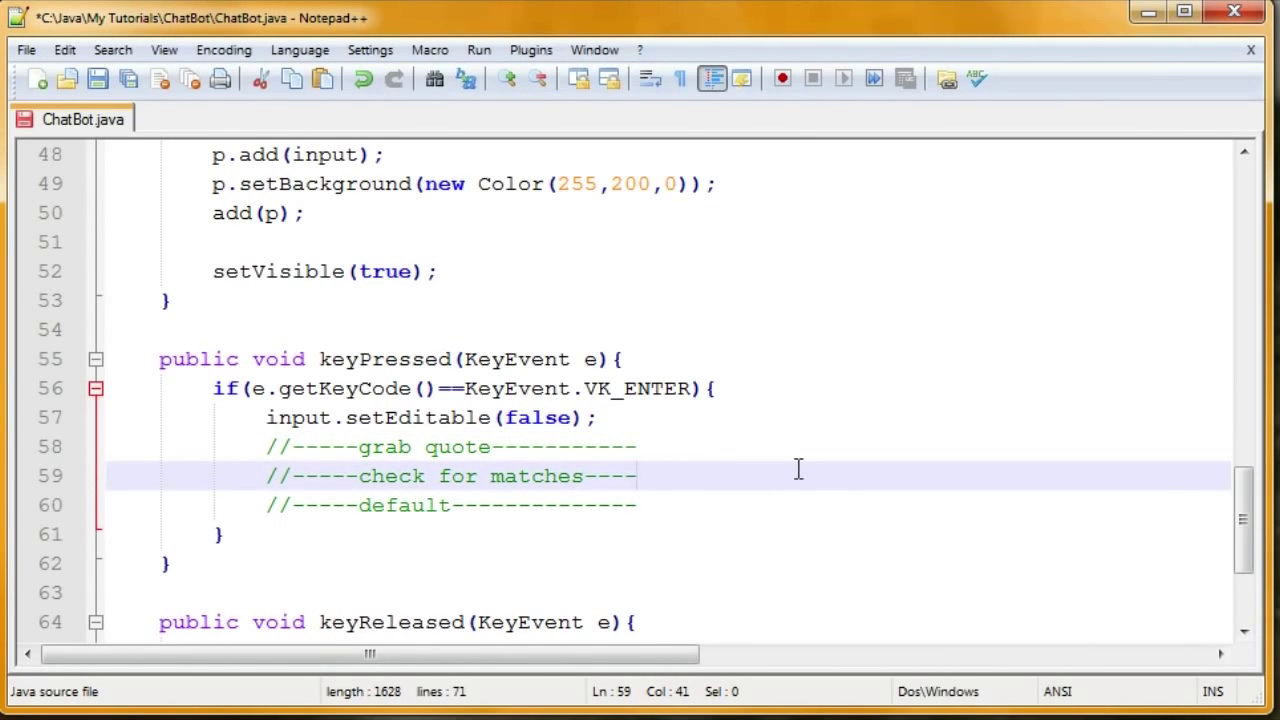 *C:\Java\My Tutorials\ChatBot\ChatBot.java - Notepad++
File Edit Search View Encoding Language Settings Macro Run Plugins Window ? X
ABC
ChatBot.java
48 p.add(input);
49 p.setBackground(new Color(255,200,0));
50 add(p);
51
52 setVisible(true);
53 }
54
55 public void keyPressed(KeyEvent e){
56 if(e.getKeyCode()==KeyEvent.VK_ENTER){
57 input.setEditable(false);
58 //-----grab quote-----------
59 //-----check for matches----
60 //-----default--------------
61 }
62 }
63
64 public void keyReleased(KeyEvent e){
Java source file length : 1628 lines : 71 Ln : 59 Col : 41 Sel : 0 Dos\Windows ANSI INS